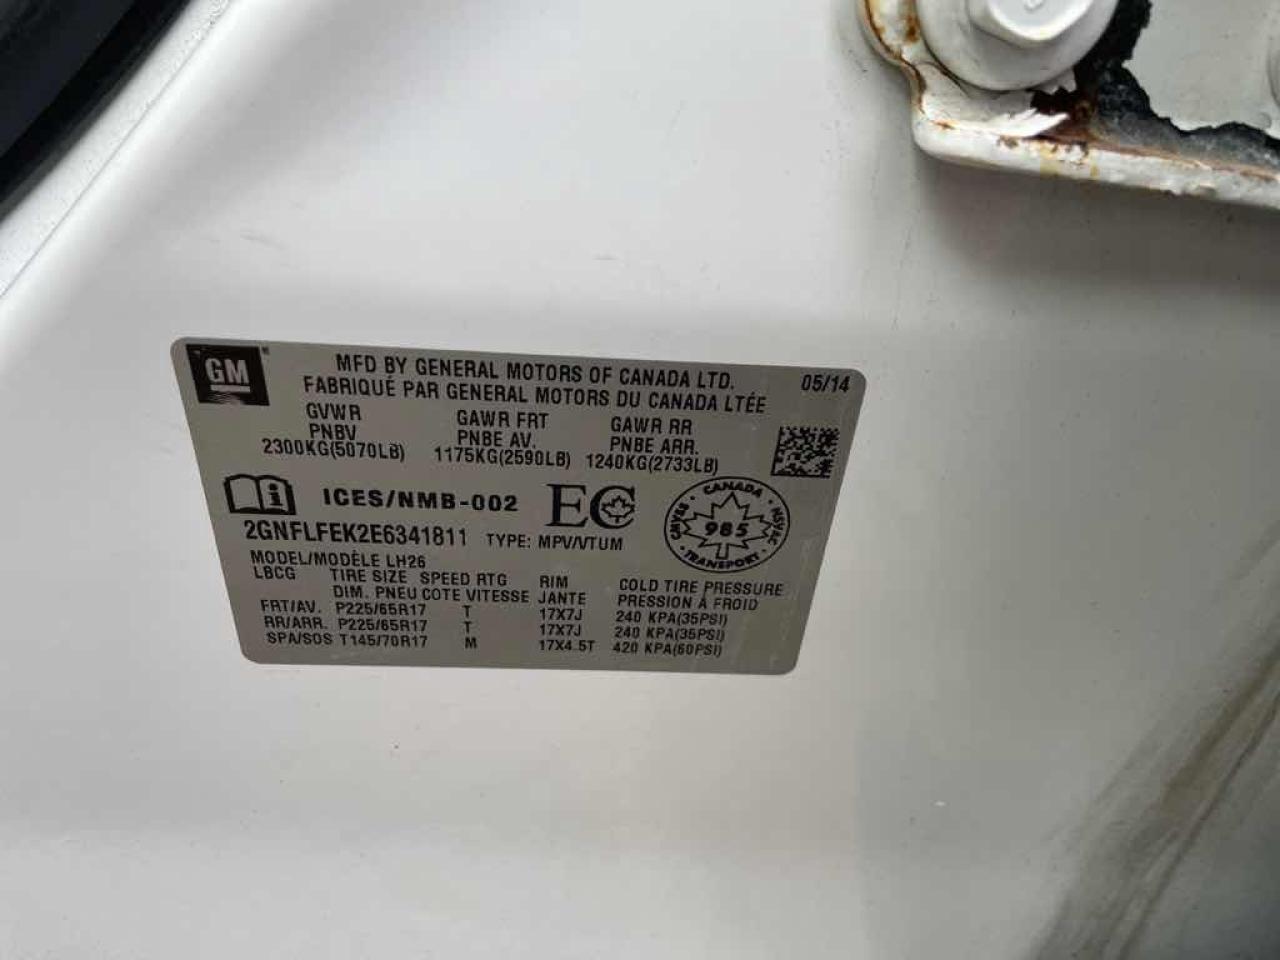 GM
MFD BY GENERAL MOTORS OF CANADA LTD. 05/14
FABRIQUÉ PAR GENERAL MOTORS DU CANADA LTÉE
GVWR GAWR FRT GAWR RR
PNBV PNBE AV. PNBE ARR.
2300KG(5070LB) 1175KG(2590LB) 1240KG(2733LB)
i ICES/NMB-002 EC
CANADA
CMVSS 985 NSVAC
TRANSPORT
2GNFLFEK2E6341811 TYPE: MPV/VTUM
MODEL/MODÈLE LH26
LBCG TIRE SIZE SPEED RTG RIM COLD TIRE PRESSURE
DIM. PNEU COTE VITESSE JANTE PRESSION À FROID
FRT/AV. P225/65R17 T 17X7J 240 KPA(35PSI)
RR/ARR. P225/65R17 T 17X7J 240 KPA(35PSI)
SPA/SOS T145/70R17 M 17X4.5T 420 KPA(60PSI)